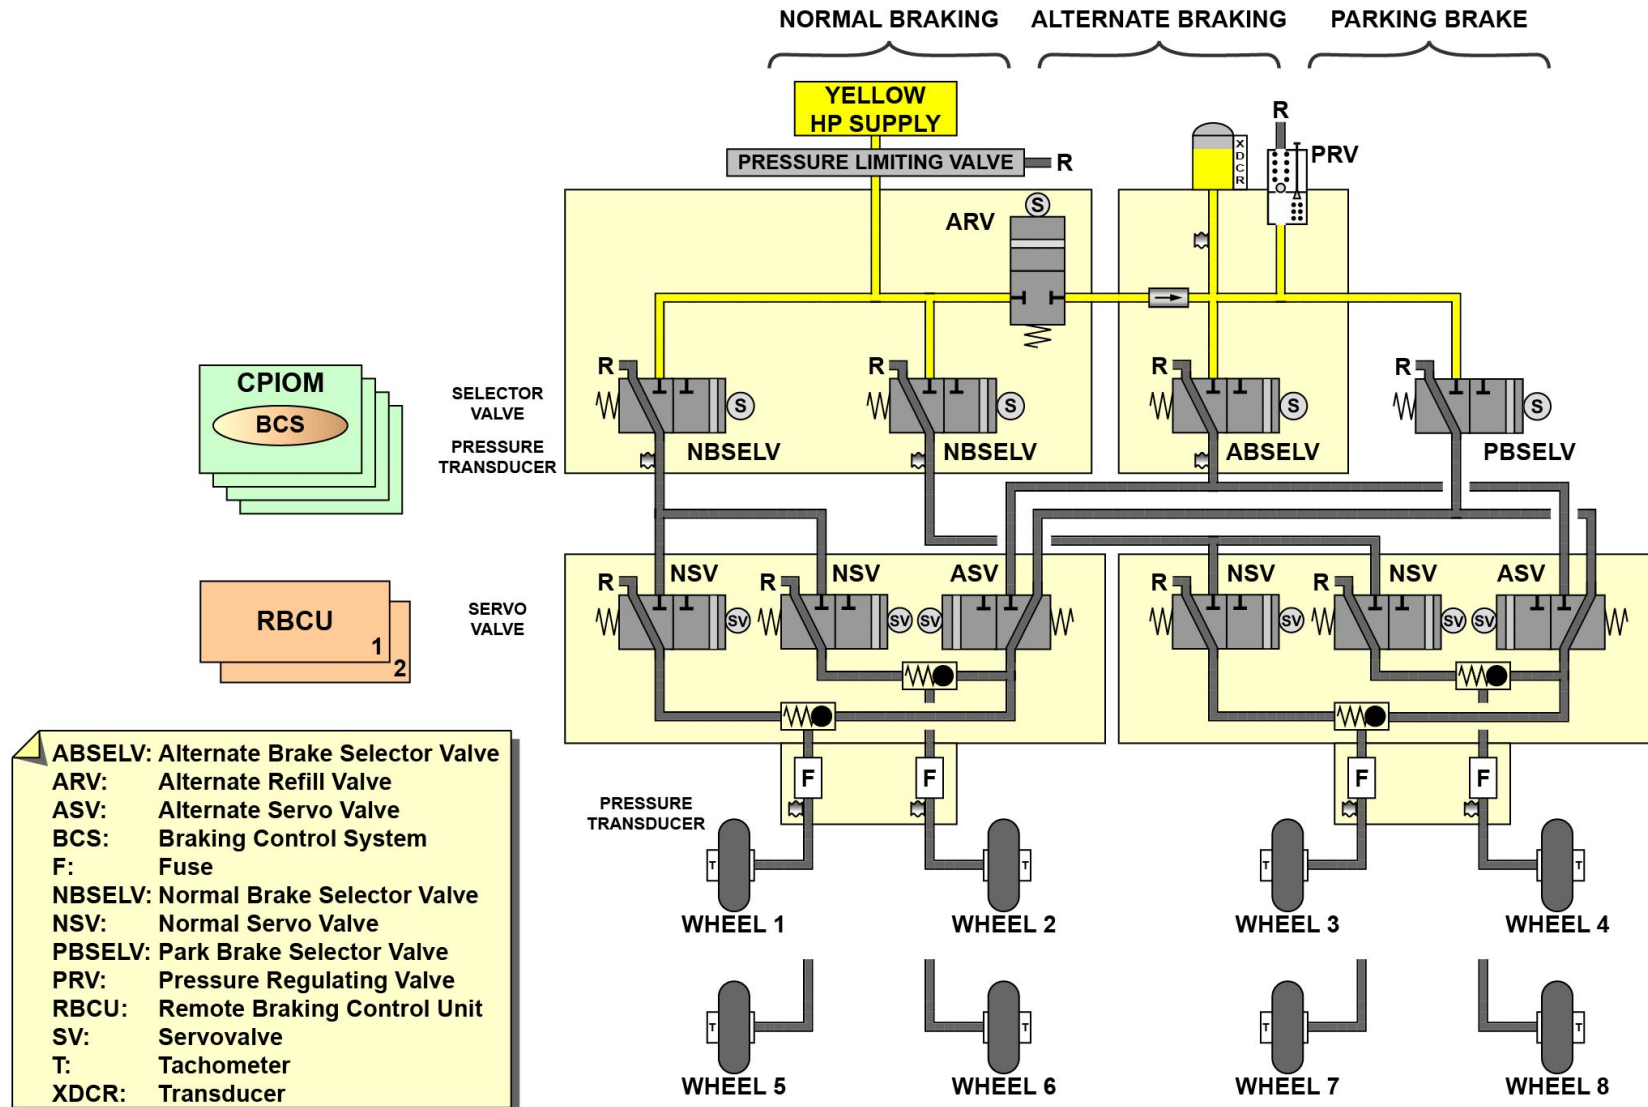 NORMAL BRAKING
ALTERNATE BRAKING
PARKING BRAKE
YELLOW
HP SUPPLY
PRESSURE LIMITING VALVE
R
X
D
C
R
R
PRV
ARV
S
CPIOM
BCS
SELECTOR
VALVE
PRESSURE
TRANSDUCER
R
S
NBSELV
R
S
NBSELV
R
S
ABSELV
R
S
PBSELV
RBCU
1
2
SERVO
VALVE
R
NSV
SV
R
NSV
SV
SV
ASV
R
NSV
SV
R
NSV
SV
SV
ASV
F
F
F
F
PRESSURE
TRANSDUCER
T
WHEEL 1
T
WHEEL 2
T
WHEEL 3
T
WHEEL 4
T
WHEEL 5
T
WHEEL 6
T
WHEEL 7
T
WHEEL 8
ABSELV: Alternate Brake Selector Valve
ARV: Alternate Refill Valve
ASV: Alternate Servo Valve
BCS: Braking Control System
F: Fuse
NBSELV: Normal Brake Selector Valve
NSV: Normal Servo Valve
PBSELV: Park Brake Selector Valve
PRV: Pressure Regulating Valve
RBCU: Remote Braking Control Unit
SV: Servovalve
T: Tachometer
XDCR: Transducer